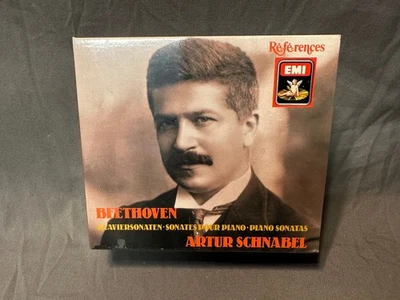 Références
EMI
BEETHOVEN
KLAVIERSONATEN · SONATES POUR PIANO · PIANO SONATAS
ARTUR SCHNABEL